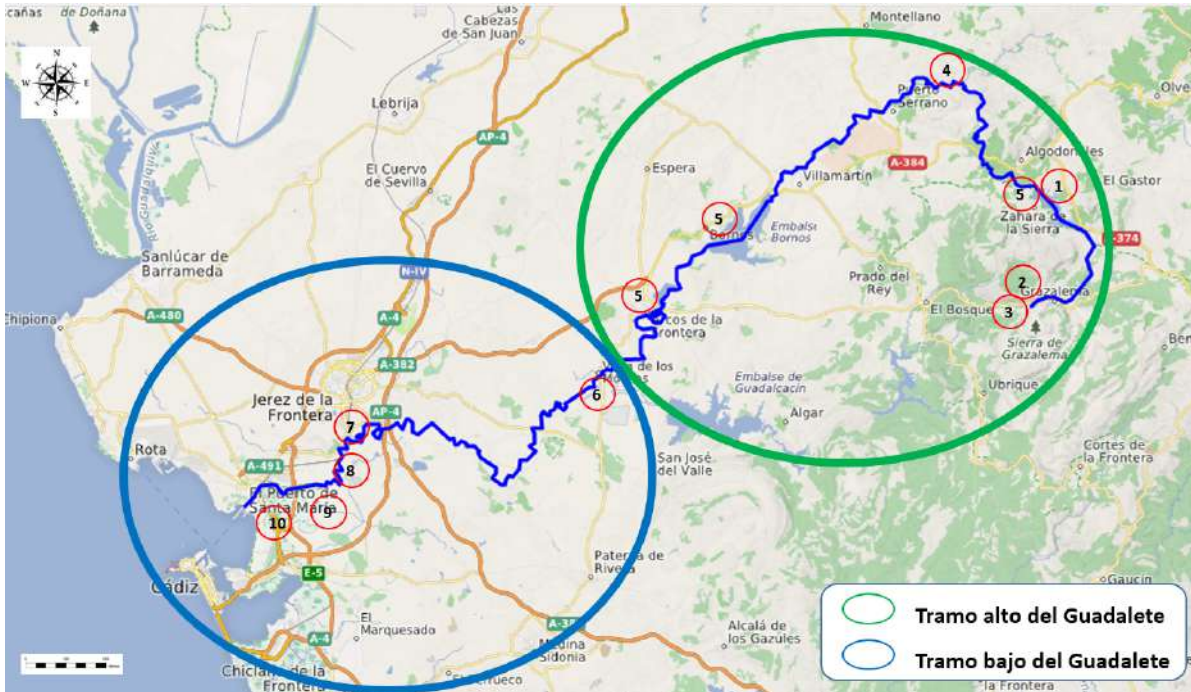 cañas
de Doñana
Las
Cabezas
de San Juan
Montellano
N
W
E
S
4
Puerto
Serrano
Olve
Lebrija
AP-4
Río Guadalquivir
El Cuervo
de Sevilla
Espera
A-384
Algodonales
Villamartín
5
1
El Gastor
Zahara de
la Sierra
5
Bornos
Embalse
Bornos
A-374
Sanlúcar de
Barrameda
N-IV
Prado del
Rey
2
Grazalema
5
El Bosque
3
Chipiona
A-480
A-4
Arcos de la
Frontera
Sierra de
Grazalema
Ben
A-382
Villa de los
Embalse de
Guadalcacín
Ubrique
6
Jerez de la
Frontera
AP-4
7
Algar
Rota
A-491
8
San José
del Valle
Cortes de
la Frontera
El Puerto de
Santa María
9
10
Cádiz
E-5
Paterna de
Rivera
Gaucín
El
Marquesado
A-4
Alcalá de
los Gazules
Medina
Sidonia
Chiclana de la
Frontera
Tramo alto del Guadalete
Tramo bajo del Guadalete
la Frontera